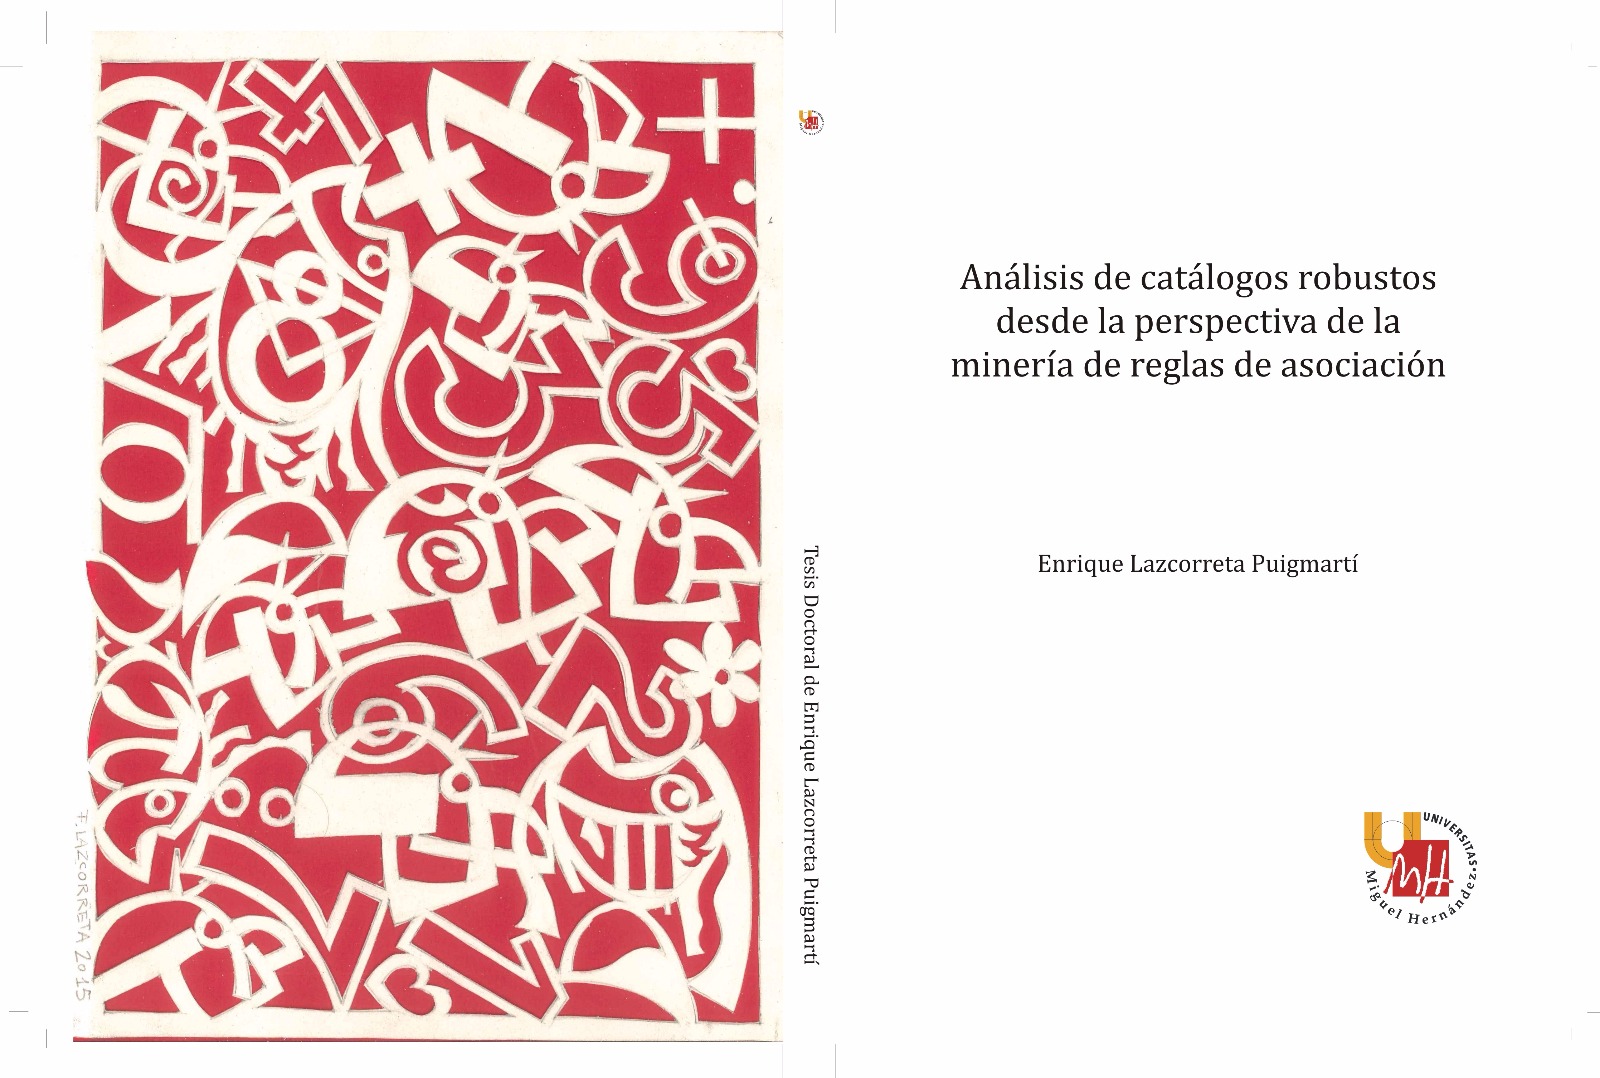 F. LAZCORRETA 2015
Tesis Doctoral de Enrique Lazcorreta Puigmartí
Análisis de catálogos robustos
desde la perspectiva de la
minería de reglas de asociación
Enrique Lazcorreta Puigmartí
UNIVERSITAS
Miguel Hernández